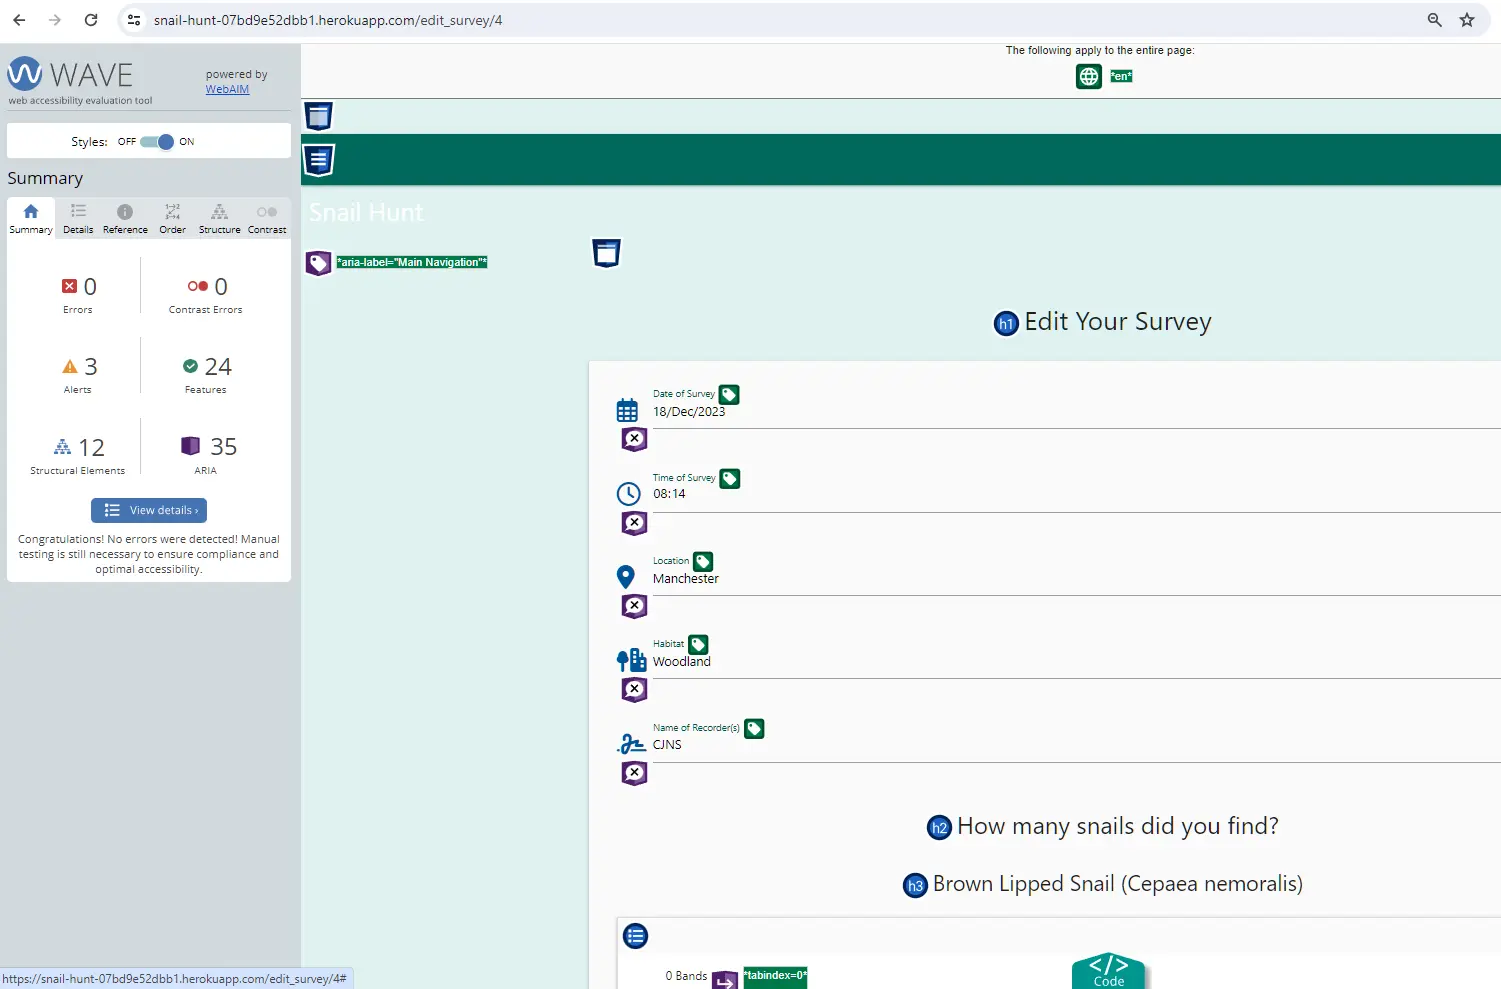 snail-hunt-07bd9e52dbb1.herokuapp.com/edit_survey/4
WAVE
web accessibility evaluation tool
powered by
WebAIM
Styles: OFF ON
Summary
Summary Details Reference Order Structure Contrast
0
Errors
0
Contrast Errors
3
Alerts
24
Features
12
Structural Elements
35
ARIA
View details ›
Congratulations! No errors were detected! Manual
testing is still necessary to ensure compliance and
optimal accessibility.
https://snail-hunt-07bd9e52dbb1.herokuapp.com/edit_survey/4#
The following apply to the entire page:
*en*
Snail Hunt
*aria-label="Main Navigation"*
h1 Edit Your Survey
Date of Survey
18/Dec/2023
Time of Survey
08:14
Location
Manchester
Habitat
Woodland
Name of Recorder(s)
CJNS
h2 How many snails did you find?
h3 Brown Lipped Snail (Cepaea nemoralis)
0 Bands *tabindex=0*
</> 
Code